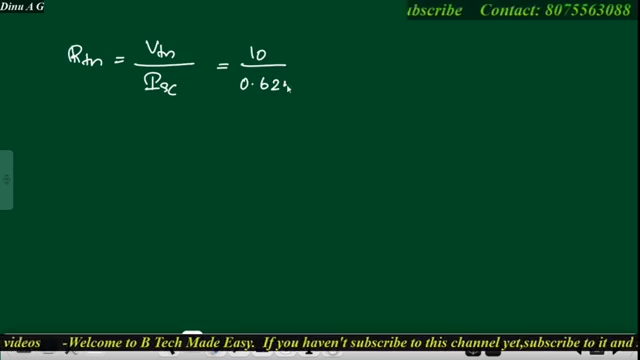 Dinu A G
ubscribe Contact: 8075563088
Rth = Vth / Isc = 10 / 0.62
videos -Welcome to B Tech Made Easy. If you haven't subscribe to this channel yet,subscribe to it and